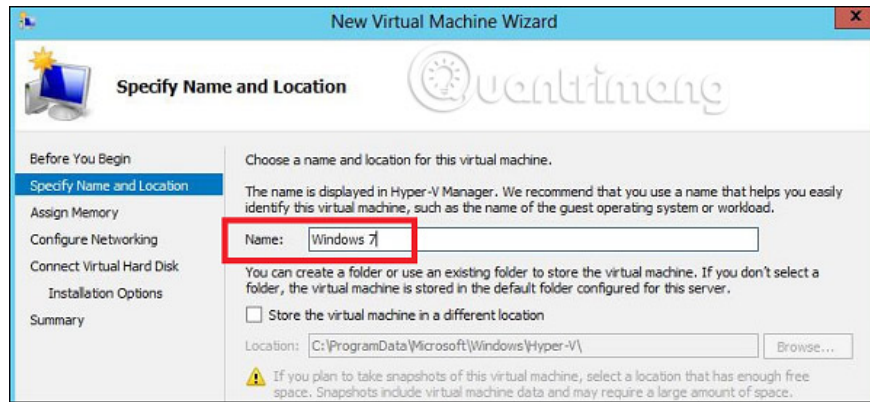 New Virtual Machine Wizard
x
Specify Name and Location
Quantrimang
Before You Begin
Specify Name and Location
Assign Memory
Configure Networking
Connect Virtual Hard Disk
Installation Options
Summary
Choose a name and location for this virtual machine.
The name is displayed in Hyper-V Manager. We recommend that you use a name that helps you easily
identify this virtual machine, such as the name of the guest operating system or workload.
Name: Windows 7
You can create a folder or use an existing folder to store the virtual machine. If you don't select a
folder, the virtual machine is stored in the default folder configured for this server.
Store the virtual machine in a different location
Location: C:\ProgramData\Microsoft\Windows\Hyper-V\ Browse...
If you plan to take snapshots of this virtual machine, select a location that has enough free
space. Snapshots include virtual machine data and may require a large amount of space.